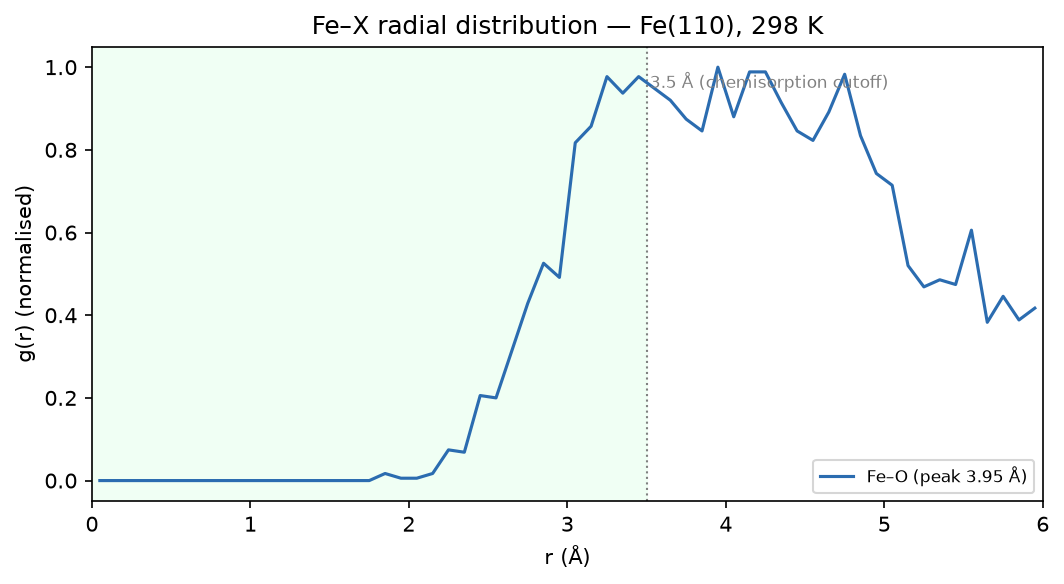 Fe–X radial distribution — Fe(110), 298 K
g(r) (normalised)
1.0
0.8
0.6
0.4
0.2
0.0
3.5 Å (chemisorption cutoff)
Fe–O (peak 3.95 Å)
0 1 2 3 4 5 6
r (Å)